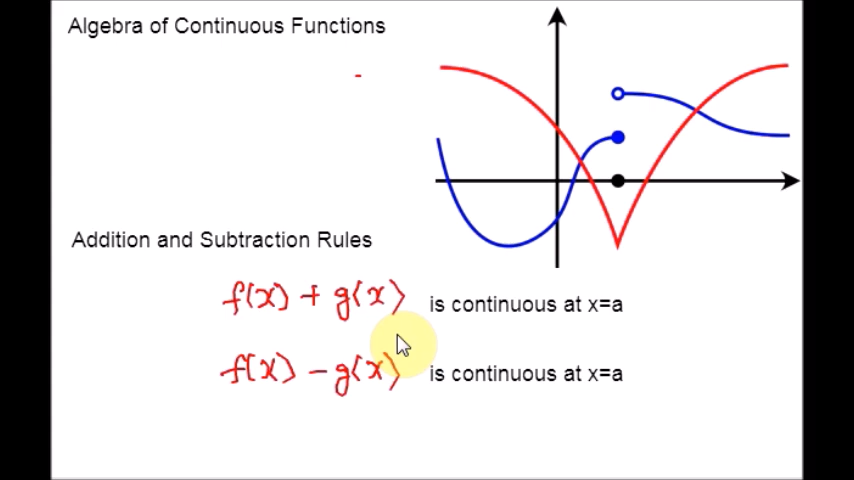 Algebra of Continuous Functions
Addition and Subtraction Rules
f(x) + g(x) is continuous at x=a
f(x) - g(x) is continuous at x=a